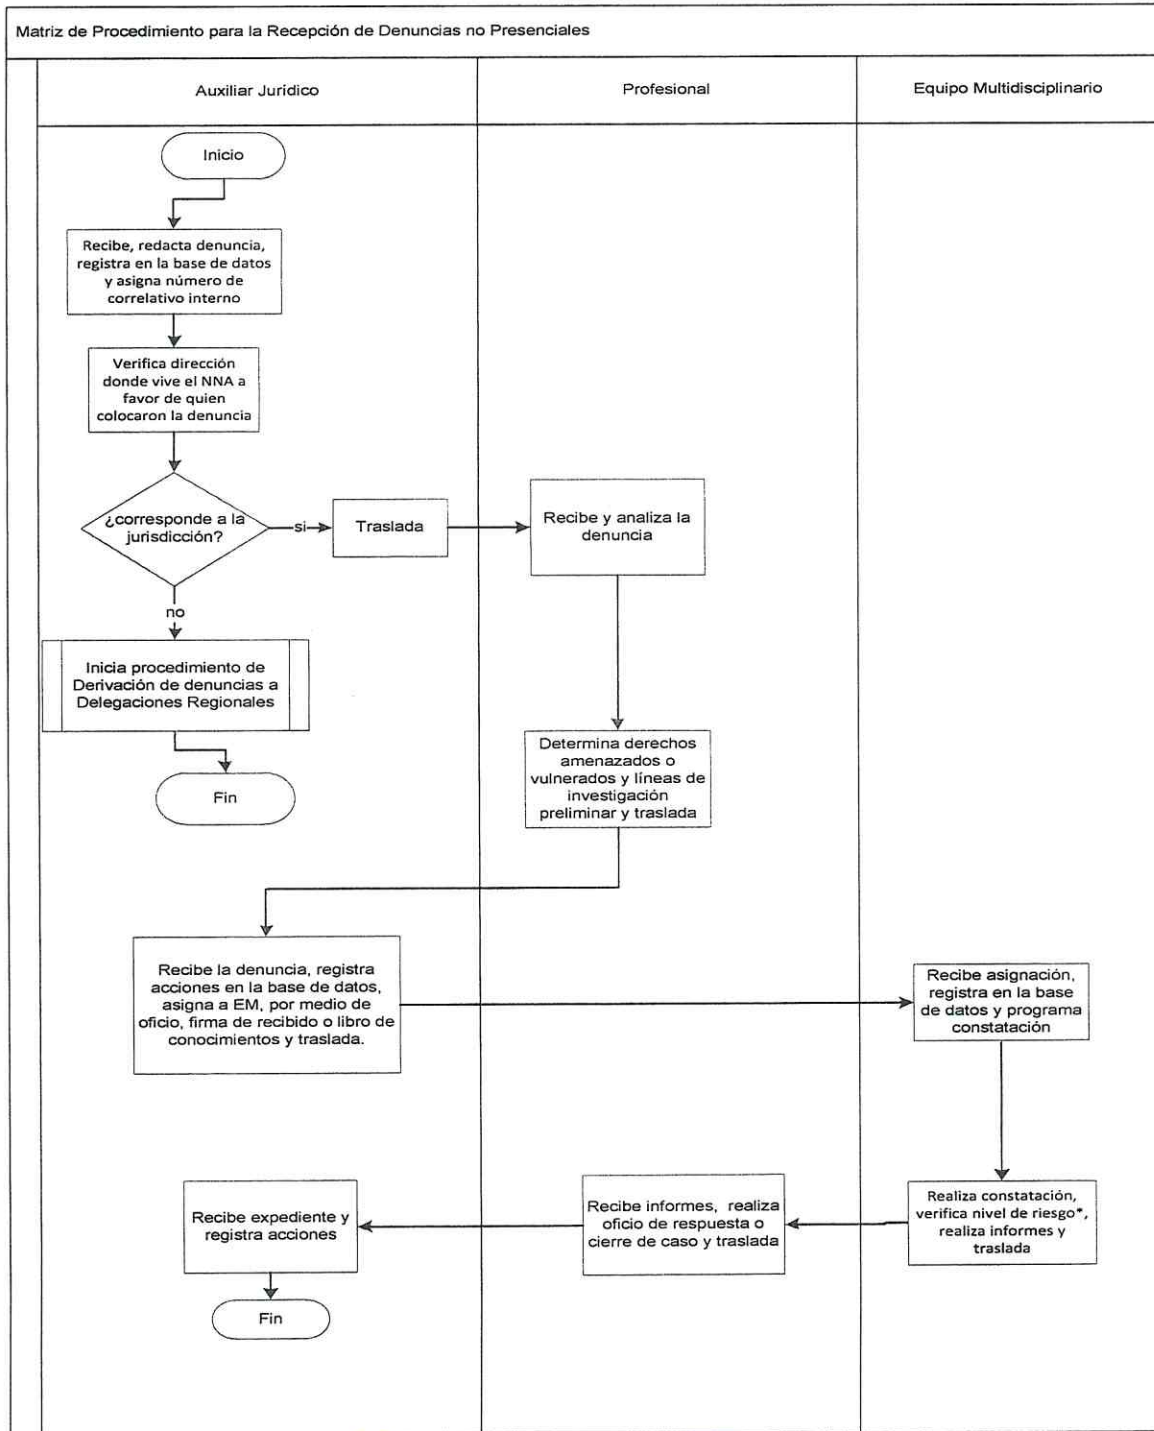 Matriz de Procedimiento para la Recepción de Denuncias no Presenciales
Auxiliar Jurídico
Profesional
Equipo Multidisciplinario
Inicio
Recibe, redacta denuncia,
registra en la base de datos
y asigna número de
correlativo interno
Verifica dirección
donde vive el NNA a
favor de quien
colocaron la denuncia
¿corresponde a la
jurisdicción?
si
Traslada
Recibe y analiza la
denuncia
no
Inicia procedimiento de
Derivación de denuncias a
Delegaciones Regionales
Fin
Determina derechos
amenazados o
vulnerados y líneas de
investigación
preliminar y traslada
Recibe la denuncia, registra
acciones en la base de datos,
asigna a EM, por medio de
oficio, firma de recibido o libro de
conocimientos y traslada.
Recibe asignación,
registra en la base
de datos y programa
constatación
Realiza constatación,
verifica nivel de riesgo*,
realiza informes y
traslada
Recibe informes, realiza
oficio de respuesta o
cierre de caso y traslada
Recibe expediente y
registra acciones
Fin